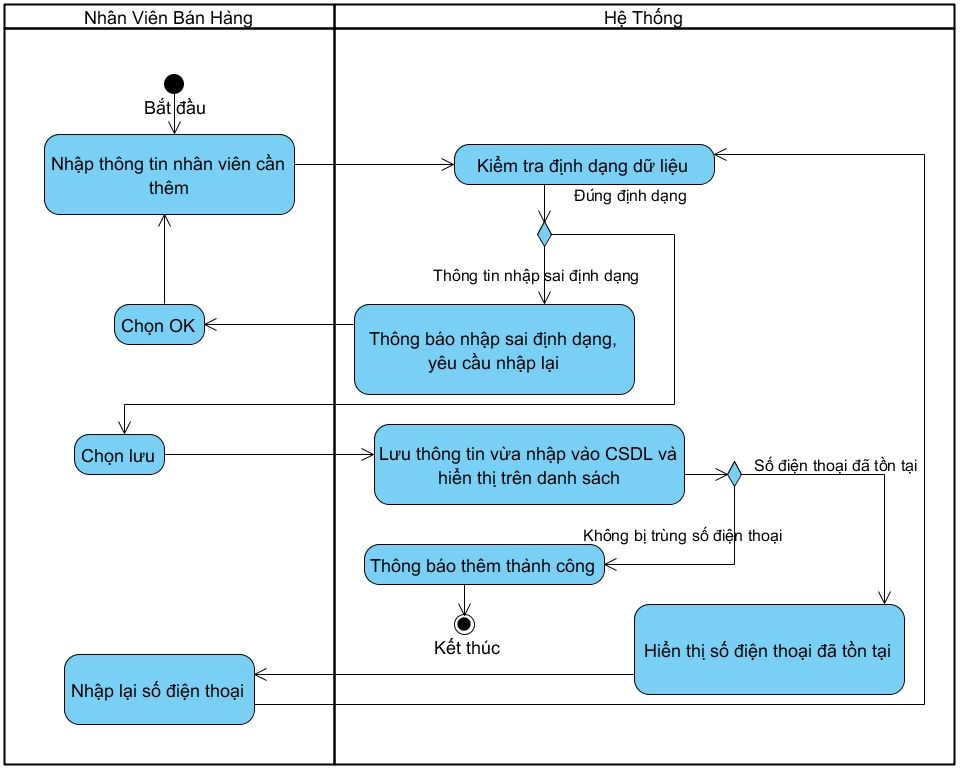 Nhân Viên Bán Hàng
Hệ Thống
Bắt đầu
Nhập thông tin nhân viên cần
thêm
Kiểm tra định dạng dữ liệu
Đúng định dạng
Thông tin nhập sai định dạng
Chọn OK
Thông báo nhập sai định dạng,
yêu cầu nhập lại
Chọn lưu
Lưu thông tin vừa nhập vào CSDL và
hiển thị trên danh sách
Số điện thoại đã tồn tại
Không bị trùng số điện thoại
Thông báo thêm thành công
Kết thúc
Hiển thị số điện thoại đã tồn tại
Nhập lại số điện thoại